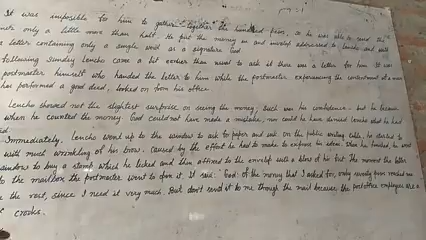 It was impossible for him to gather together the hundred pesos, so he was able to send the
only a little more than half. He put the money in an envelop addressed to Lencho and with
a letter containing only a single word as a signature God
following sunday lencho came a bit earlier than usual to ask if there was a letter for him. It was
postmaster himself who handed the letter to him while the postmaster experiencing the contentment of a man
has performed a good deed, looked on from his office.
Lencho showed not the slightest surprise on seeing the money; such was his confidence - but he became
when he counted the money God could not have made a mistake, nor could he have denied lencho what he had
Immediately, Lencho went up to the window to ask for paper and ink. On the public writing table, he started to
with much wrinkling of his brow. Caused by the effort he had to make to express his ideas. When he finished, he went
window to buy a stamp which he licked and then affixed to the envelop with a blow of his fist. The moment the letter
to the mailbox the postmaster went to open it. It said: God: of the money that I asked for, only seventy pesos reached me
the rest, since I need it very much. But don't send it to me though the mail because the post office employees are a
crooks.